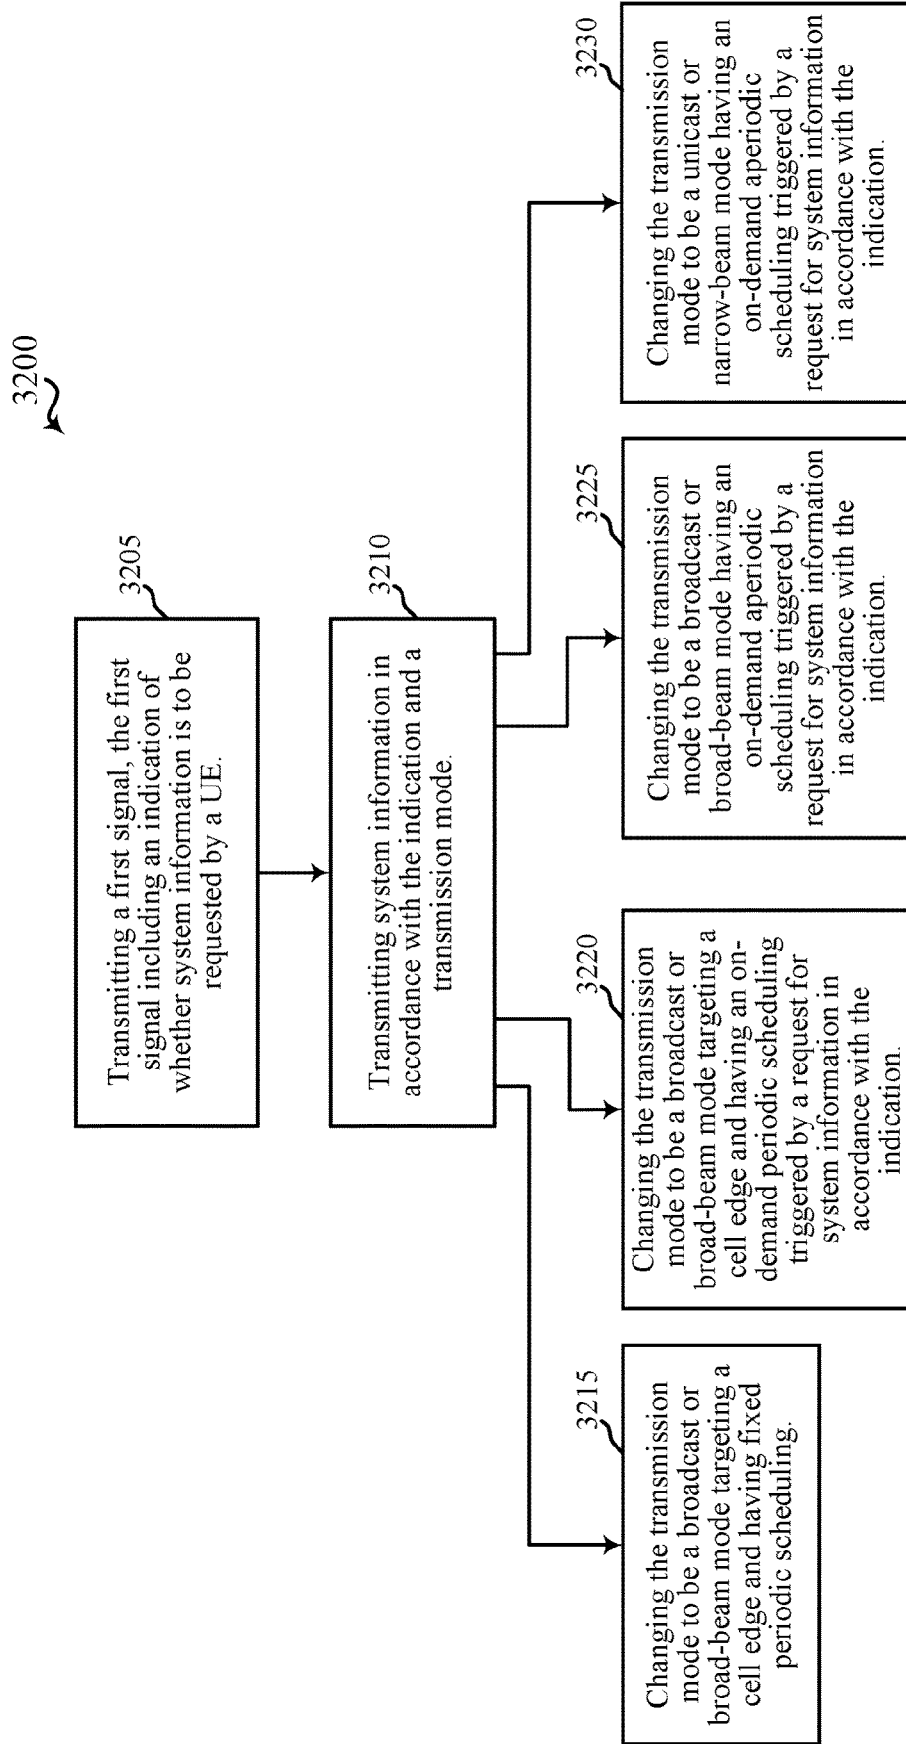 3200
3205
Transmitting a first signal, the first
signal including an indication of
whether system information is to be
requested by a UE.
3210
Transmitting system information in
accordance with the indication and a
transmission mode.
3215
Changing the transmission
mode to be a broadcast or
broad-beam mode targeting a
cell edge and having fixed
periodic scheduling.
3220
Changing the transmission
mode to be a broadcast or
broad-beam mode targeting a
cell edge and having an on-
demand periodic scheduling
triggered by a request for
system information in
accordance with the
indication.
3225
Changing the transmission
mode to be a broadcast or
broad-beam mode having an
on-demand aperiodic
scheduling triggered by a
request for system information
in accordance with the
indication.
3230
Changing the transmission
mode to be a unicast or
narrow-beam mode having an
on-demand aperiodic
scheduling triggered by a
request for system information
in accordance with the
indication.